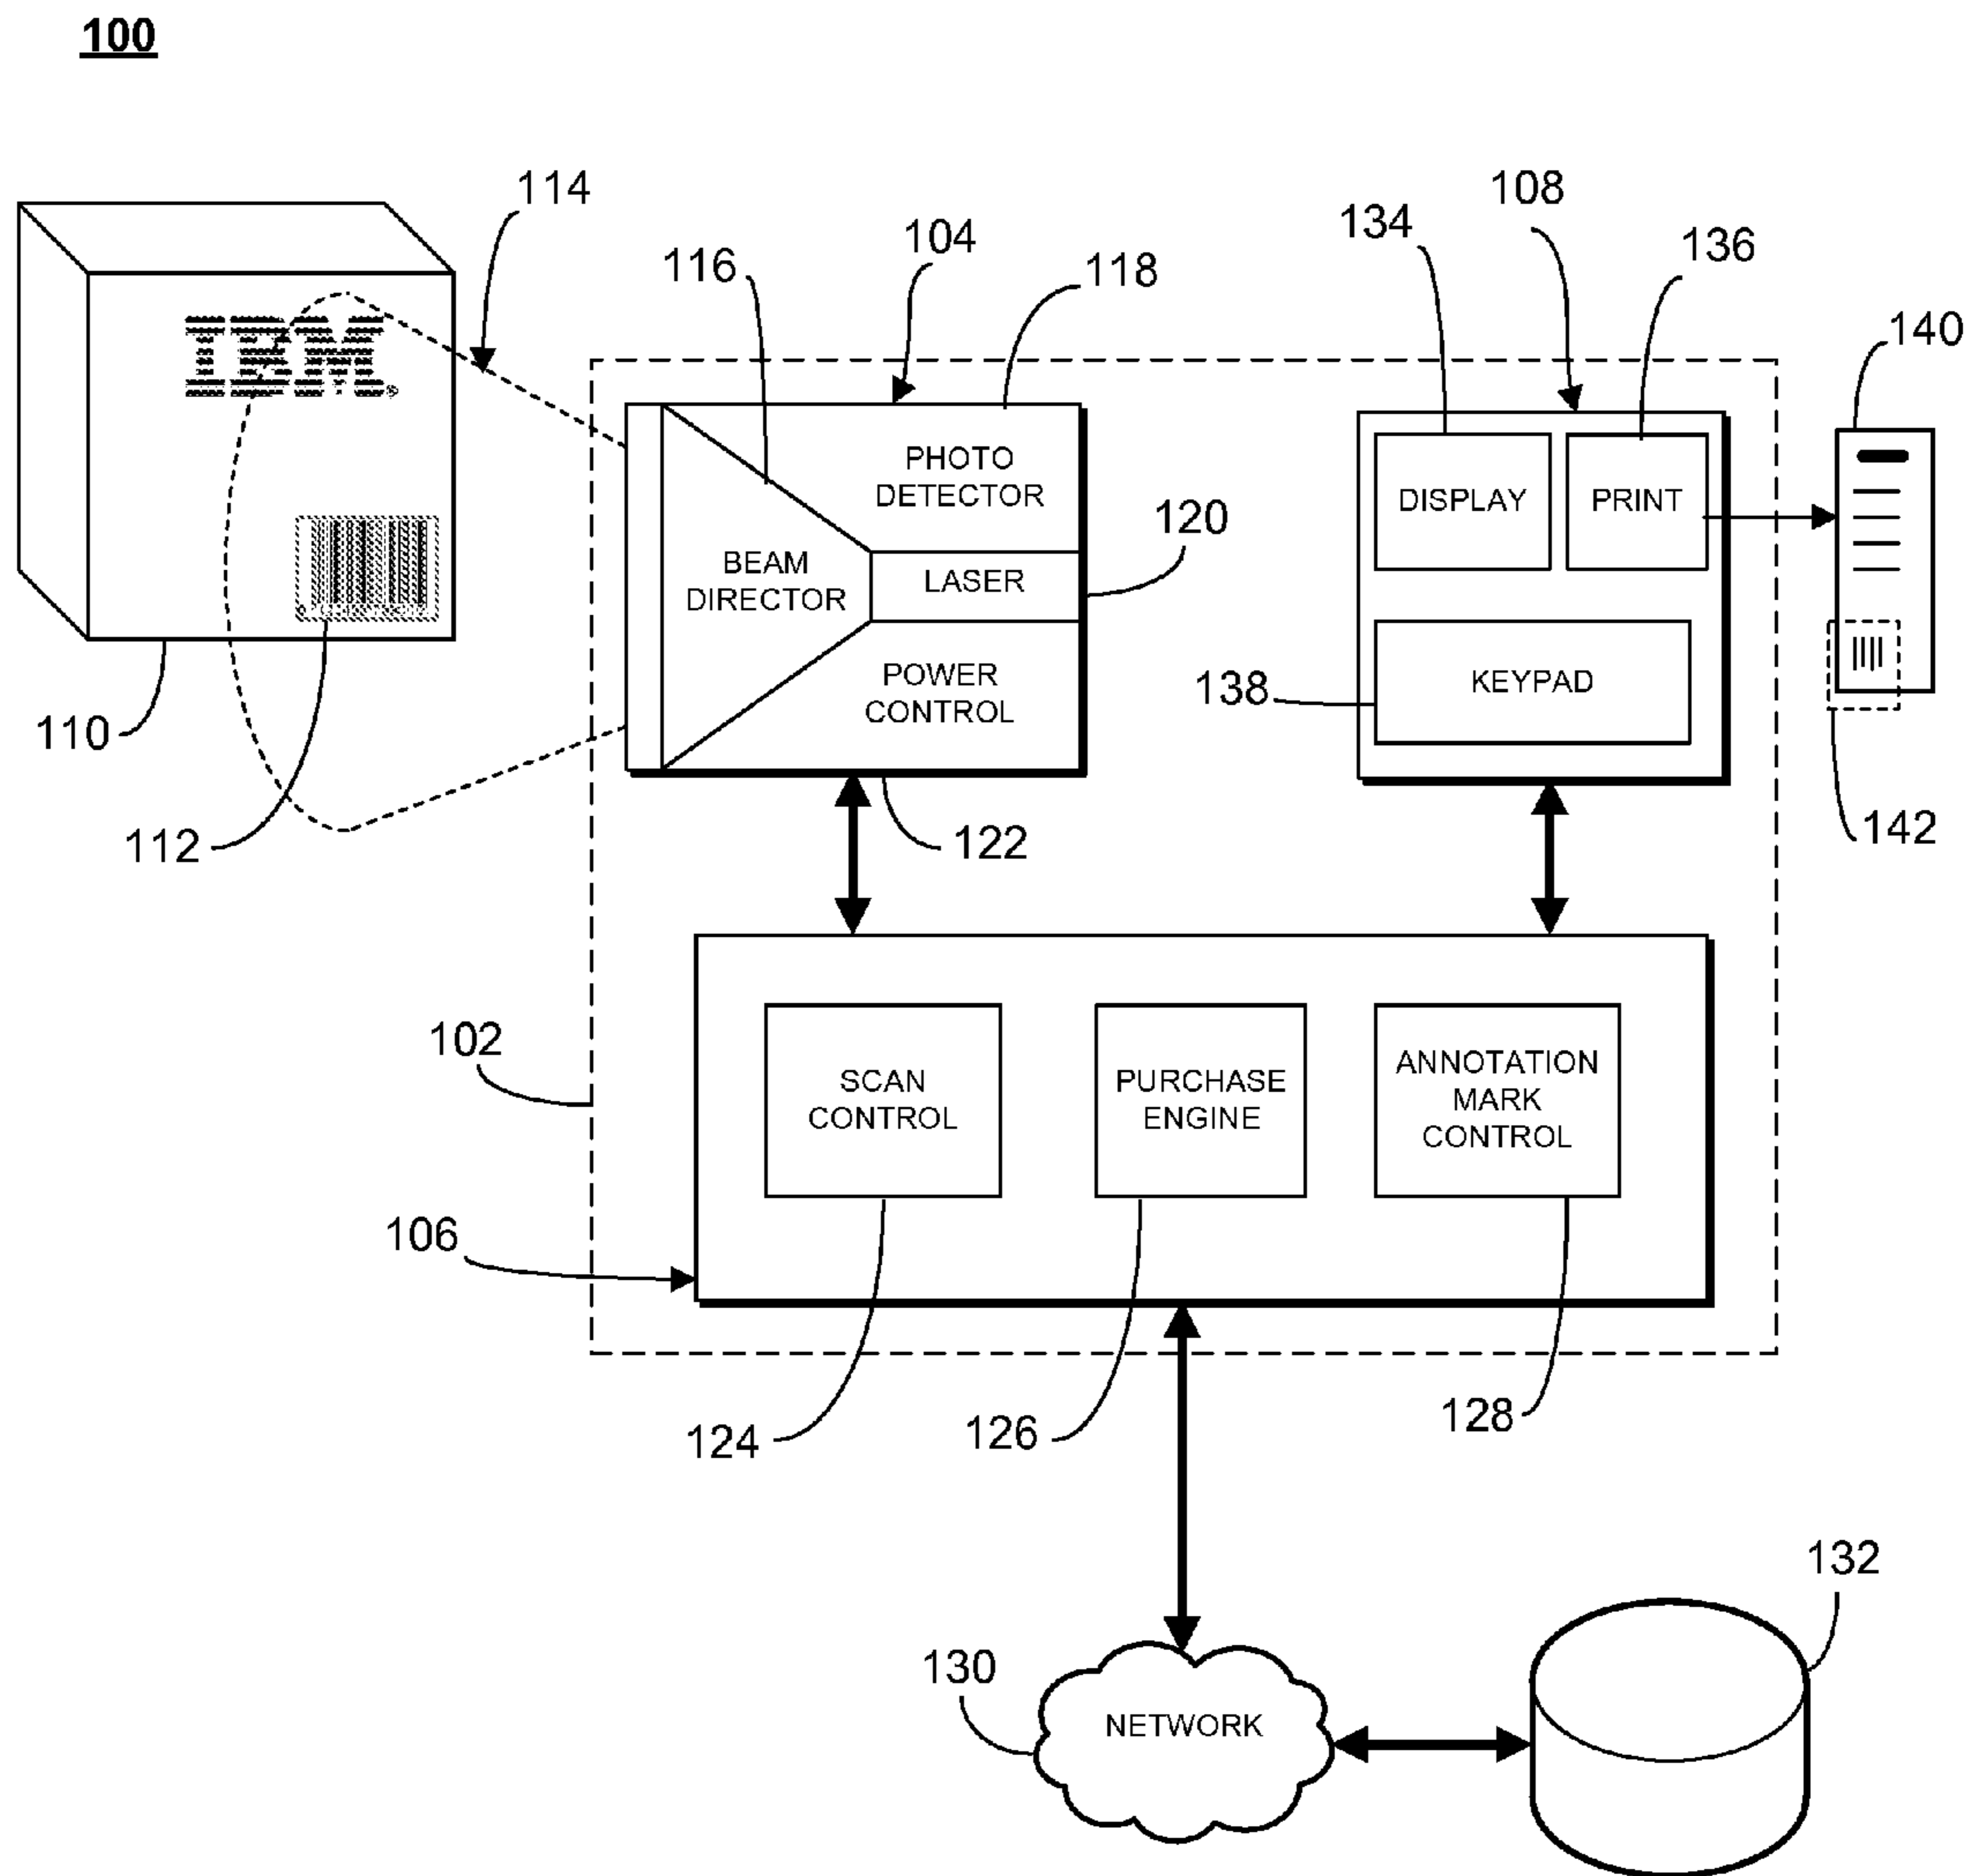 100
114
108
104
134
136
116
118
140
IBM®
PHOTO
DETECTOR
DISPLAY
PRINT
120
BEAM
DIRECTOR
LASER
POWER
CONTROL
138
KEYPAD
110
112
122
142
102
SCAN
CONTROL
PURCHASE
ENGINE
ANNOTATION
MARK
CONTROL
106
124
126
128
132
130
NETWORK